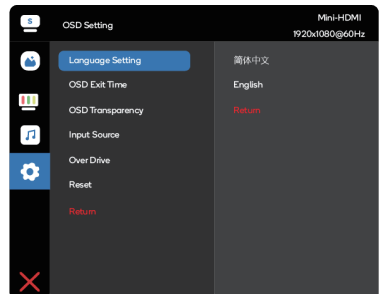 S
OSD Setting
Mini-HDMI
1920x1080@60Hz
Language Setting
简体中文
OSD Exit Time
English
OSD Transparency
Return
Input Source
Over Drive
Reset
Return